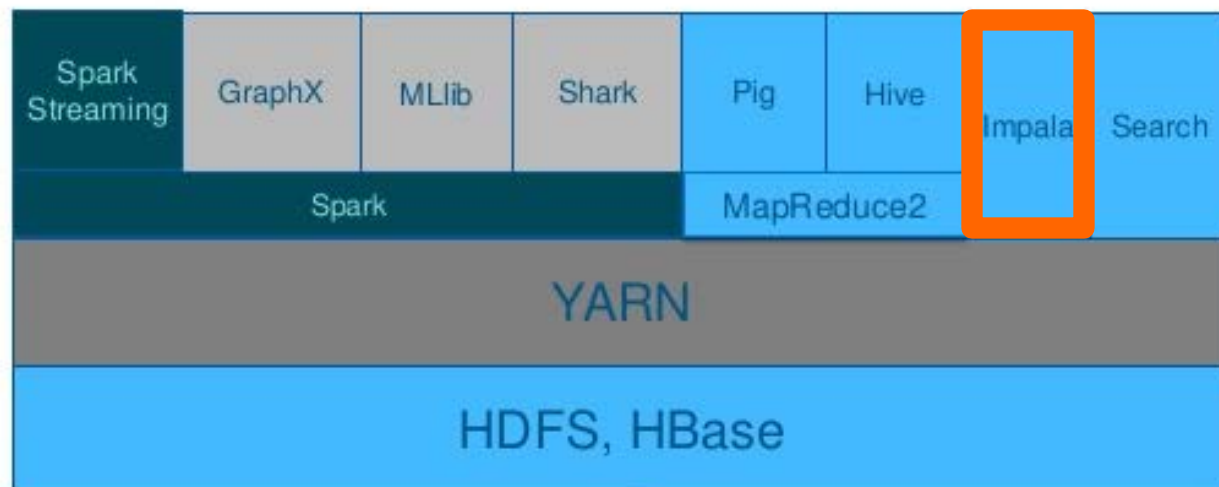 Spark
Streaming
GraphX
MLlib
Shark
Pig
Hive
Impala
Search
Spark
MapReduce2
YARN
HDFS, HBase